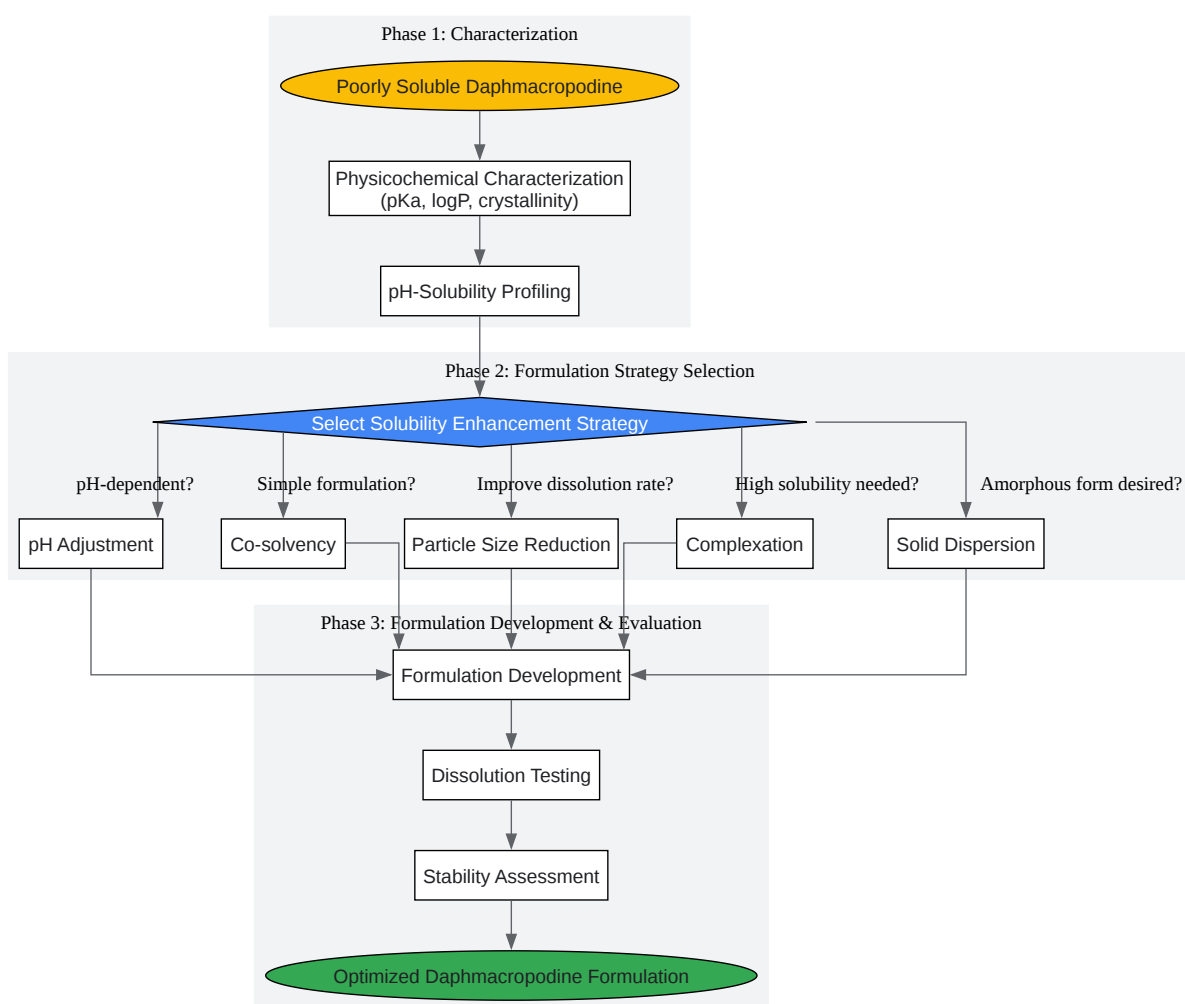 Phase 1: Characterization
Poorly Soluble Daphmacropodine
Physicochemical Characterization
(pKa, logP, crystallinity)
pH-Solubility Profiling
Phase 2: Formulation Strategy Selection
Select Solubility Enhancement Strategy
pH-dependent?
Simple formulation?
Improve dissolution rate?
High solubility needed?
Amorphous form desired?
pH Adjustment
Co-solvency
Particle Size Reduction
Complexation
Solid Dispersion
Phase 3: Formulation Development & Evaluation
Formulation Development
Dissolution Testing
Stability Assessment
Optimized Daphmacropodine Formulation